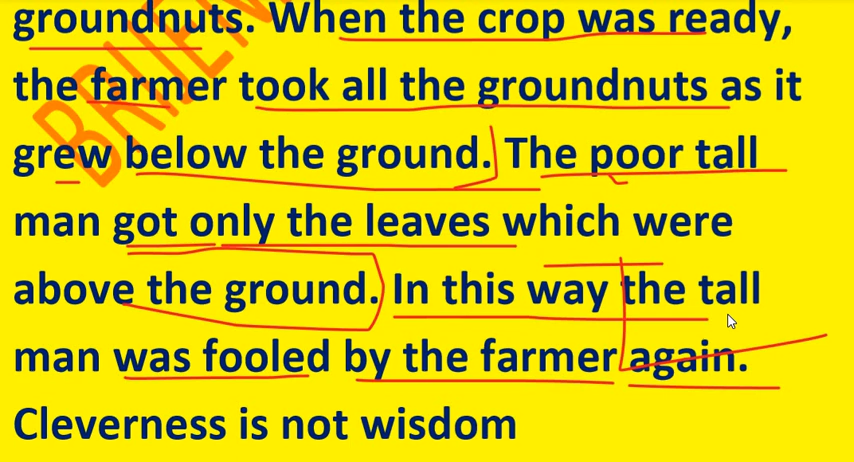 groundnuts. When the crop was ready,
the farmer took all the groundnuts as it
grew below the ground. The poor tall
man got only the leaves which were
above the ground. In this way the tall
man was fooled by the farmer again.
Cleverness is not wisdom